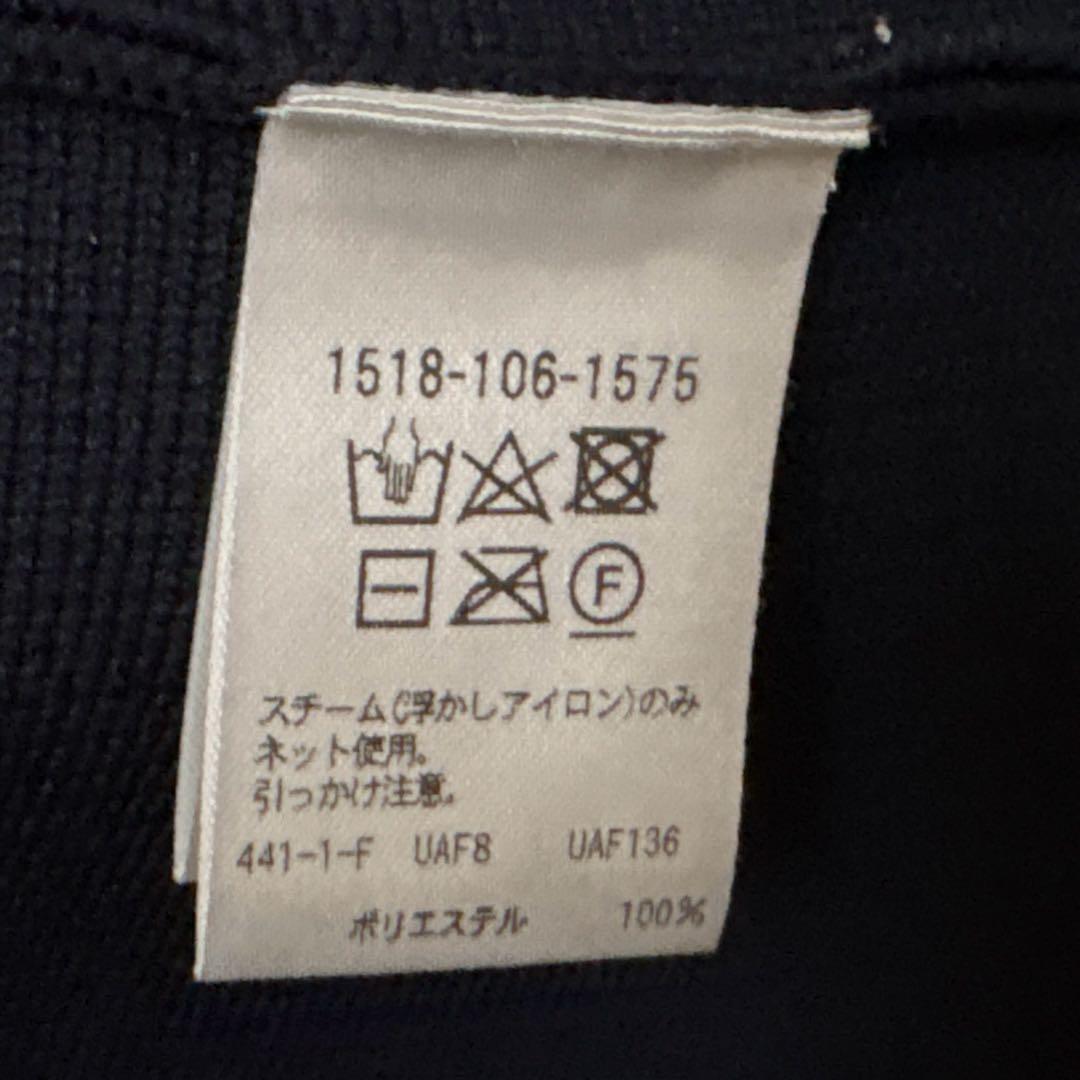 1518-106-1575
F
スチーム(浮かしアイロン)のみ
ネット使用。
引っかけ注意。
441-1-F UAF8 UAF136
ポリエステル 100%